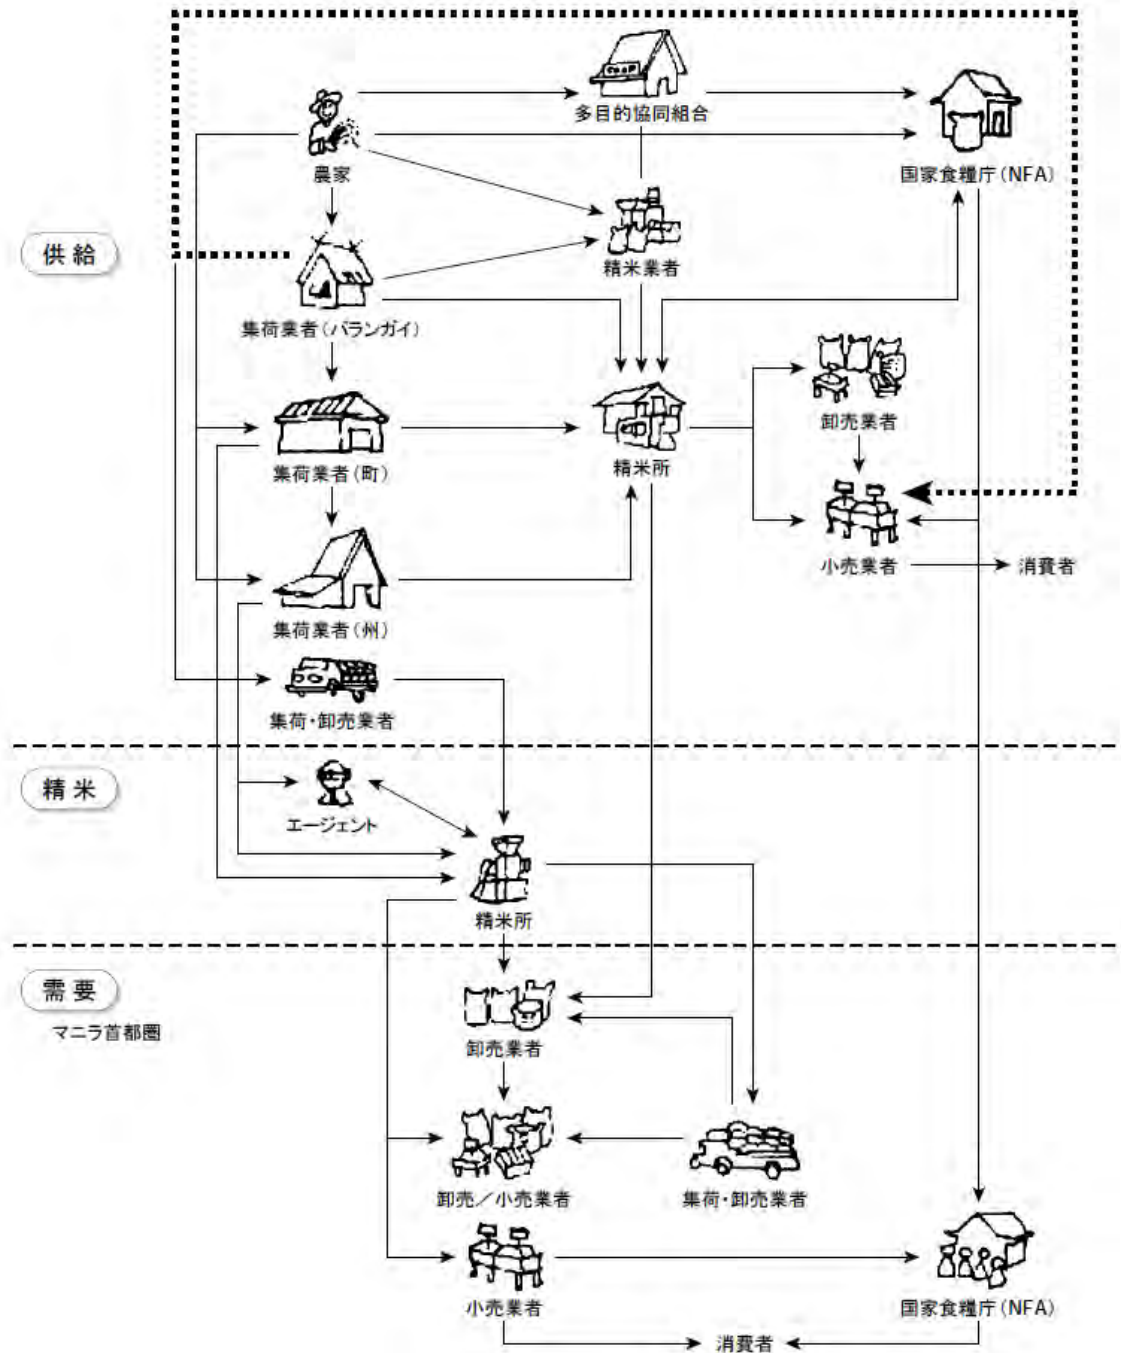 COOP
多目的協同組合
農家
国家食糧庁(NFA)
供給
精米業者
集荷業者(バランガイ)
卸売業者
集荷業者(町)
精米所
小売業者
消費者
集荷業者(州)
集荷・卸売業者
精米
エージェント
精米所
需要
マニラ首都圏
卸売業者
卸売/小売業者
集荷・卸売業者
小売業者
国家食糧庁(NFA)
消費者